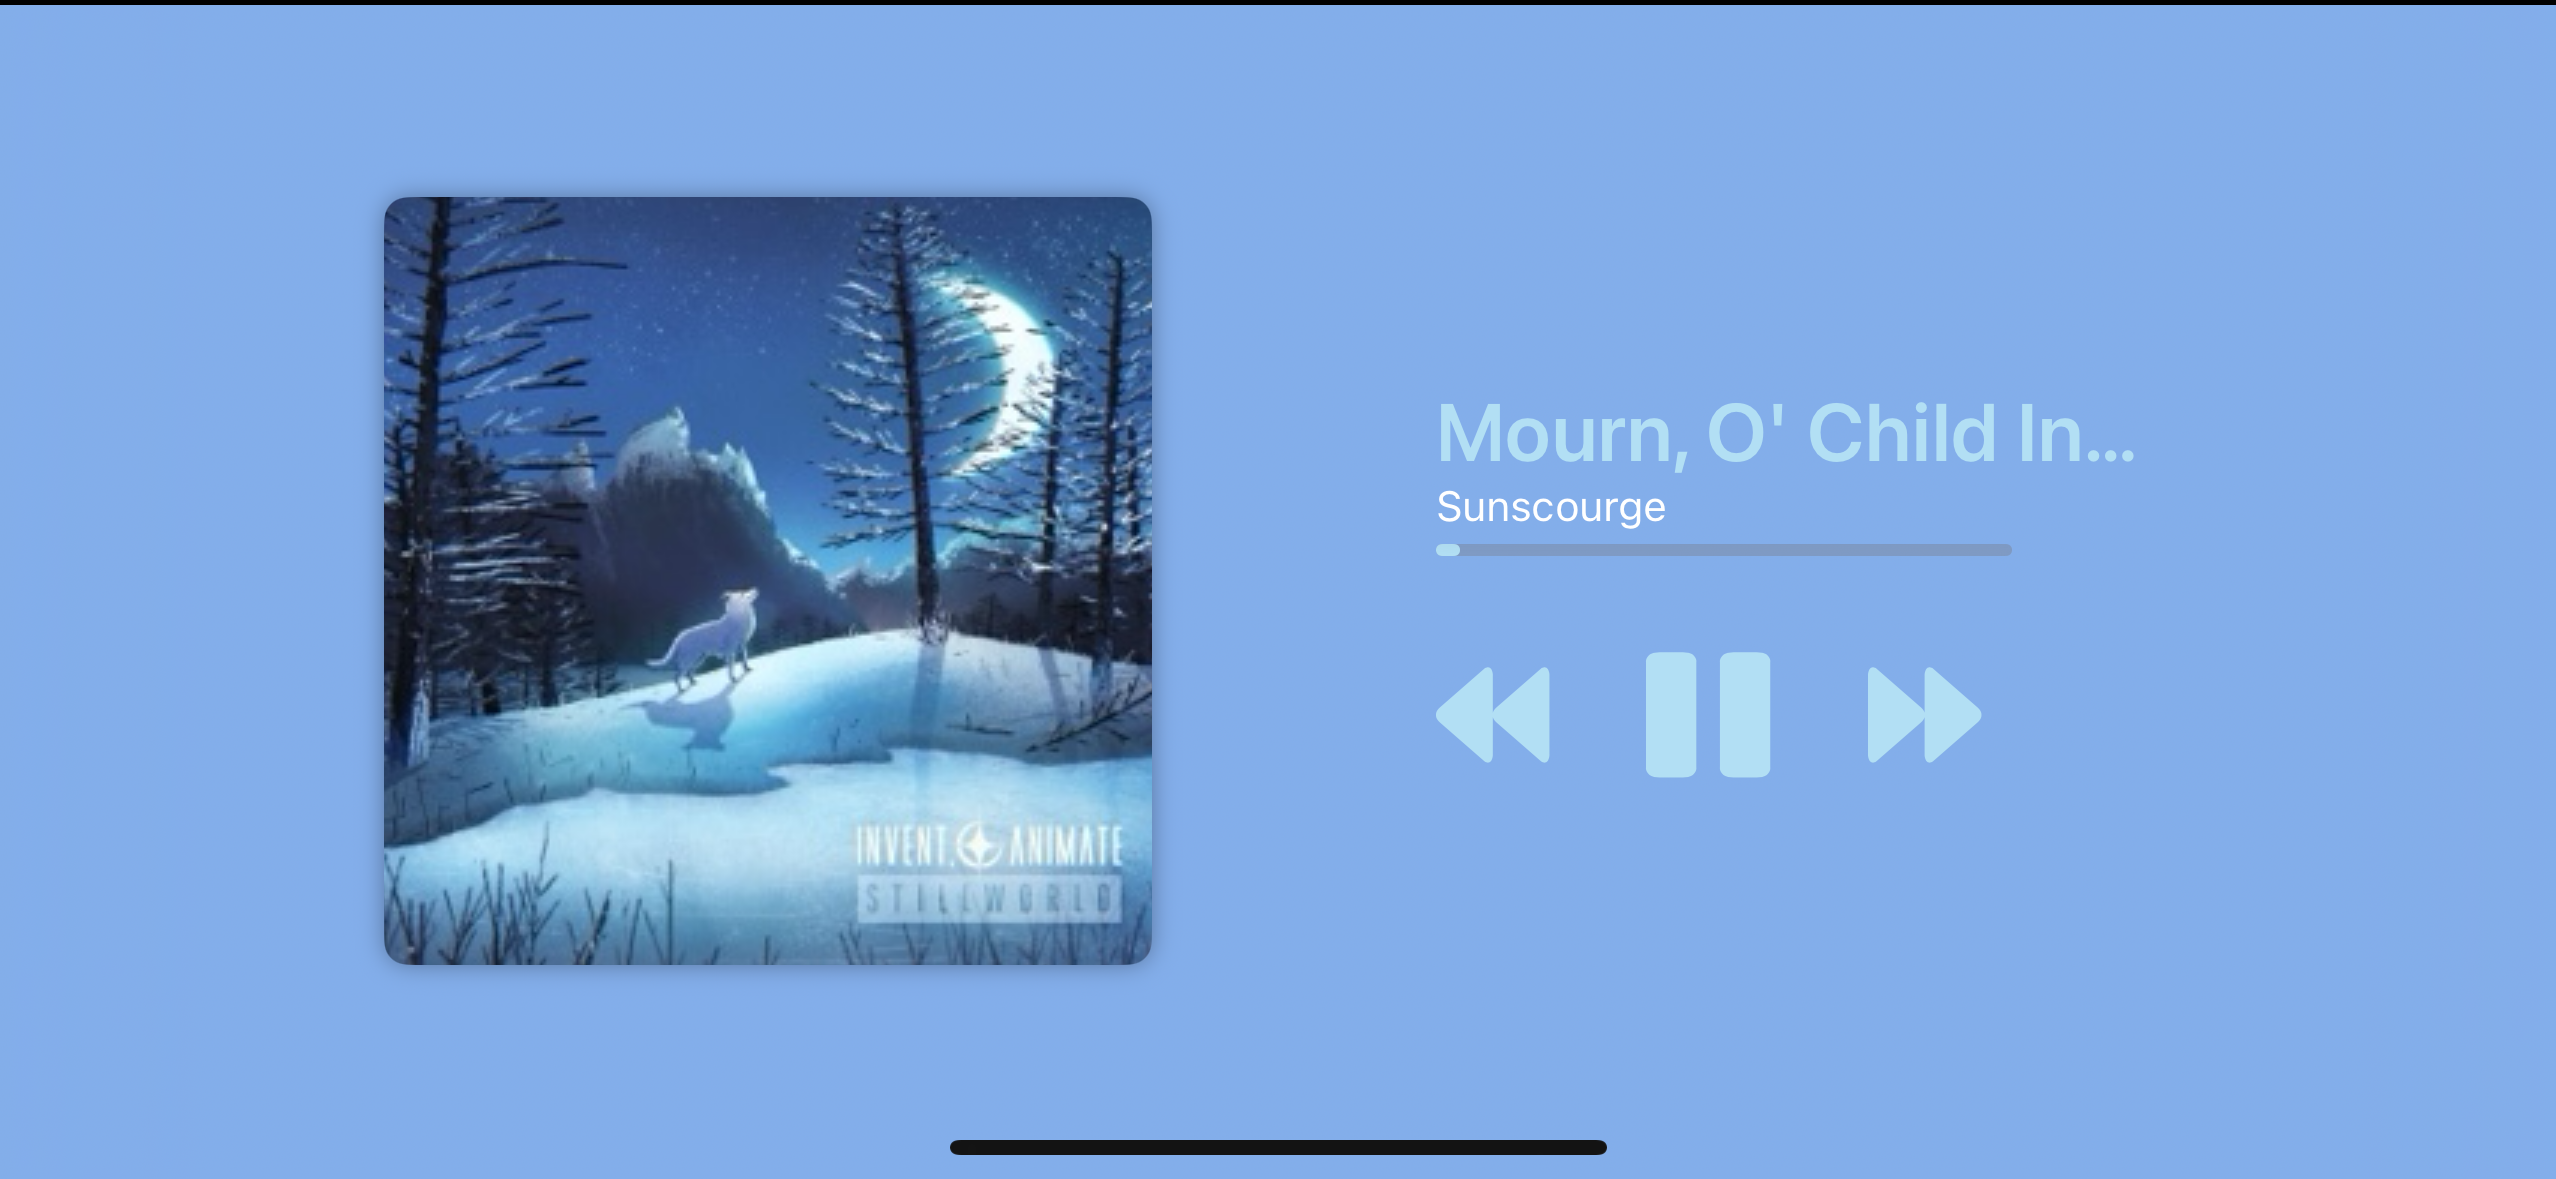 Mourn, O' Child In...
Sunscourge
INVENT, ANIMATE
STILLWORLD